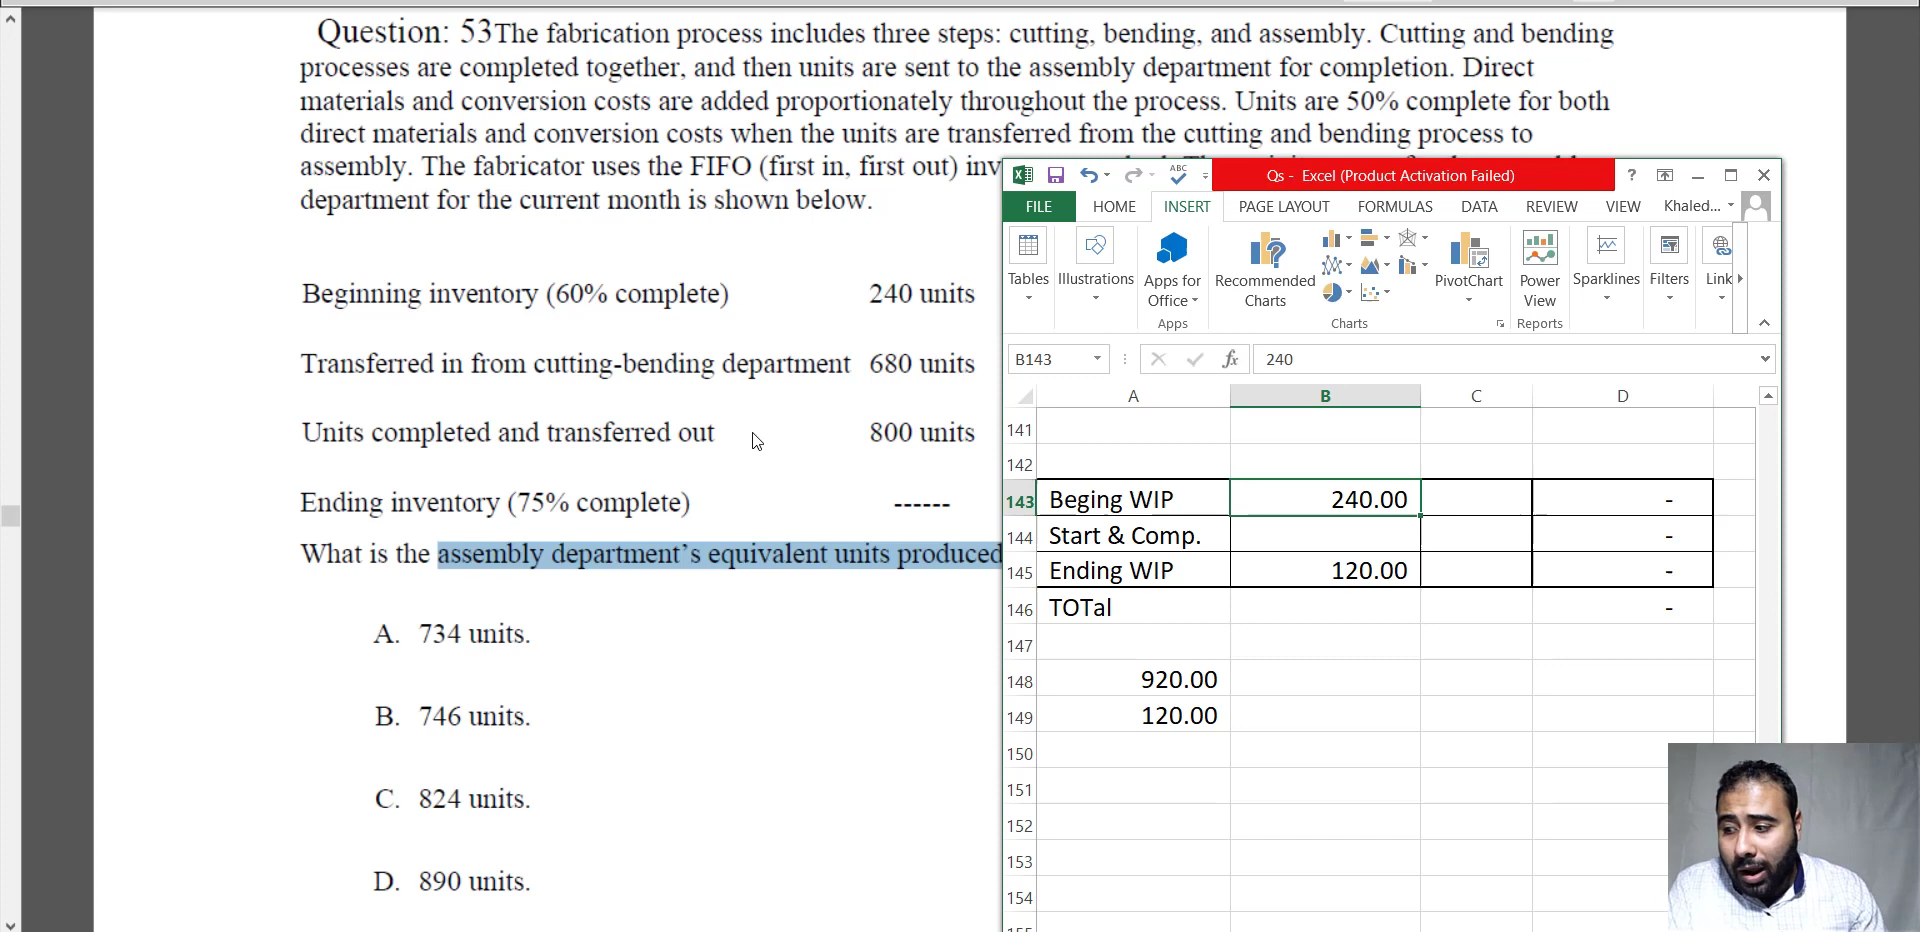 Question: 53The fabrication process includes three steps: cutting, bending, and assembly. Cutting and bending
processes are completed together, and then units are sent to the assembly department for completion. Direct
materials and conversion costs are added proportionately throughout the process. Units are 50% complete for both
direct materials and conversion costs when the units are transferred from the cutting and bending process to
assembly. The fabricator uses the FIFO (first in, first out) inv
department for the current month is shown below.
Beginning inventory (60% complete) 240 units
Transferred in from cutting-bending department 680 units
Units completed and transferred out 800 units
Ending inventory (75% complete) ------
What is the assembly department's equivalent units produced
A. 734 units.
B. 746 units.
C. 824 units.
D. 890 units.
ABC
Qs - Excel (Product Activation Failed)
?
FILE HOME INSERT PAGE LAYOUT FORMULAS DATA REVIEW VIEW Khaled...
Tables Illustrations Apps for Office Recommended Charts PivotChart Power View Sparklines Filters Link
Apps Charts Reports
B143 fx 240
A B C D
141
142
143 Beging WIP 240.00 -
144 Start & Comp. -
145 Ending WIP 120.00 -
146 TOTal -
147
148 920.00
149 120.00
150
151
152
153
154